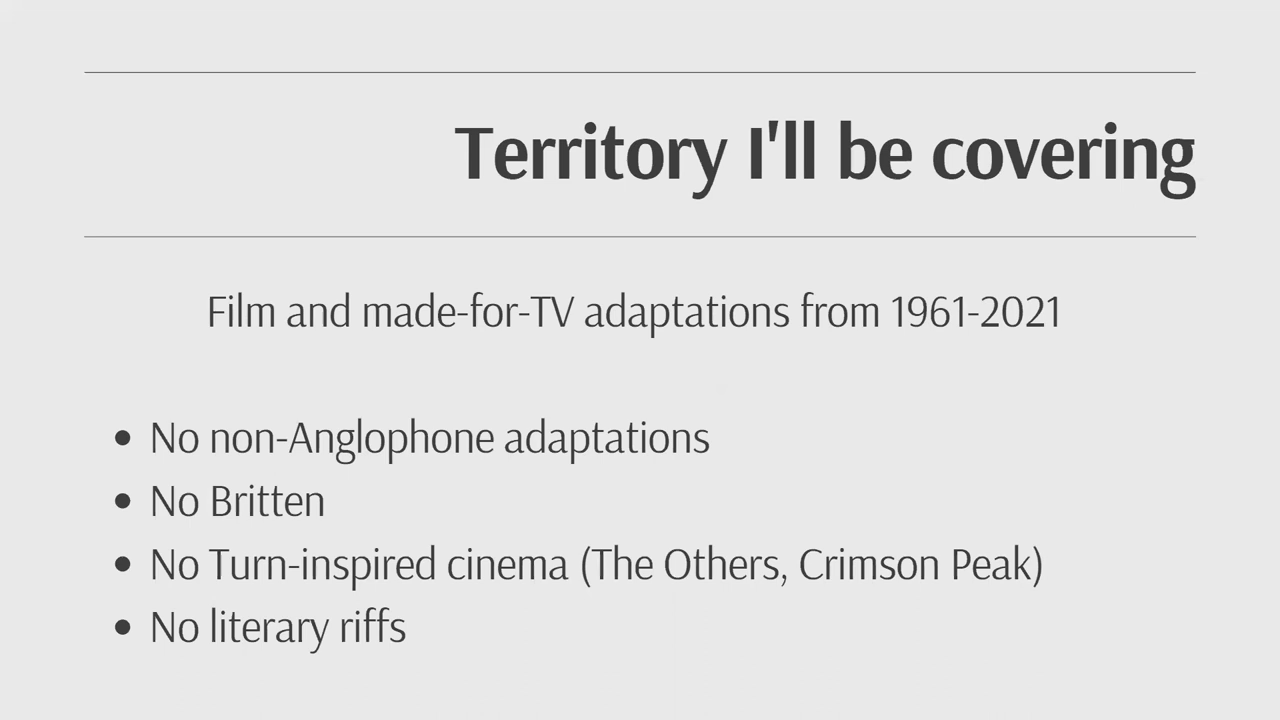 Territory I'll be covering
Film and made-for-TV adaptations from 1961-2021
• No non-Anglophone adaptations
• No Britten
• No Turn-inspired cinema (The Others, Crimson Peak)
• No literary riffs